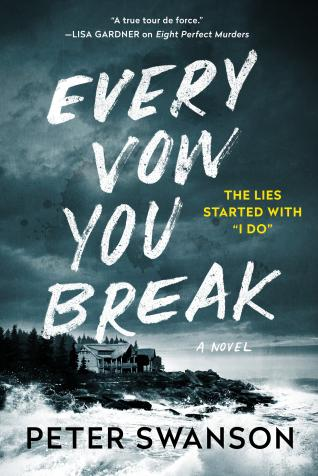 “A true tour de force.”
—LISA GARDNER on Eight Perfect Murders
EVERY
VOW
YOU
BREAK
THE LIES
STARTED WITH
“I DO”
A NOVEL
PETER SWANSON